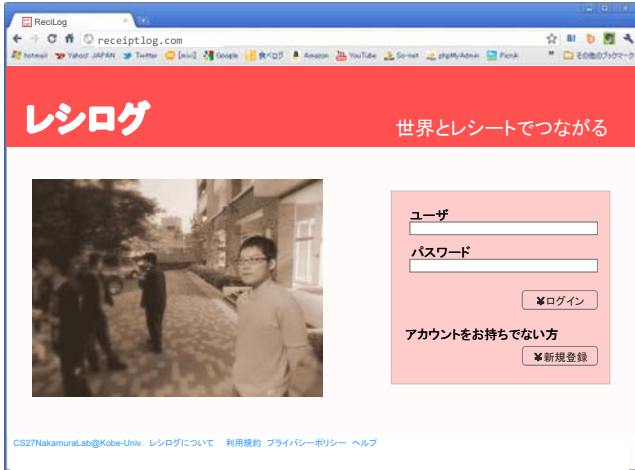 ReciLog
receiptlog.com
hotmail Yahoo! JAPAN Twitter [mixi] Google 食べログ Amazon YouTube So-net phpMyAdmin Picnik » その他のブックマーク
レシログ
世界とレシートでつながる
ユーザ
パスワード
¥ログイン
アカウントをお持ちでない方
¥新規登録
CS27NakamuraLab@Kobe-Univ. レシログについて 利用規約 プライバシーポリシー ヘルプ